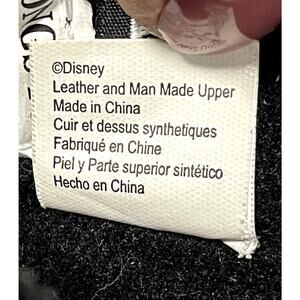 ©Disney
Leather and Man Made Upper
Made in China
Cuir et dessus synthetiques
Fabriqué en Chine
Piel y Parte superior sintético
Hecho en China